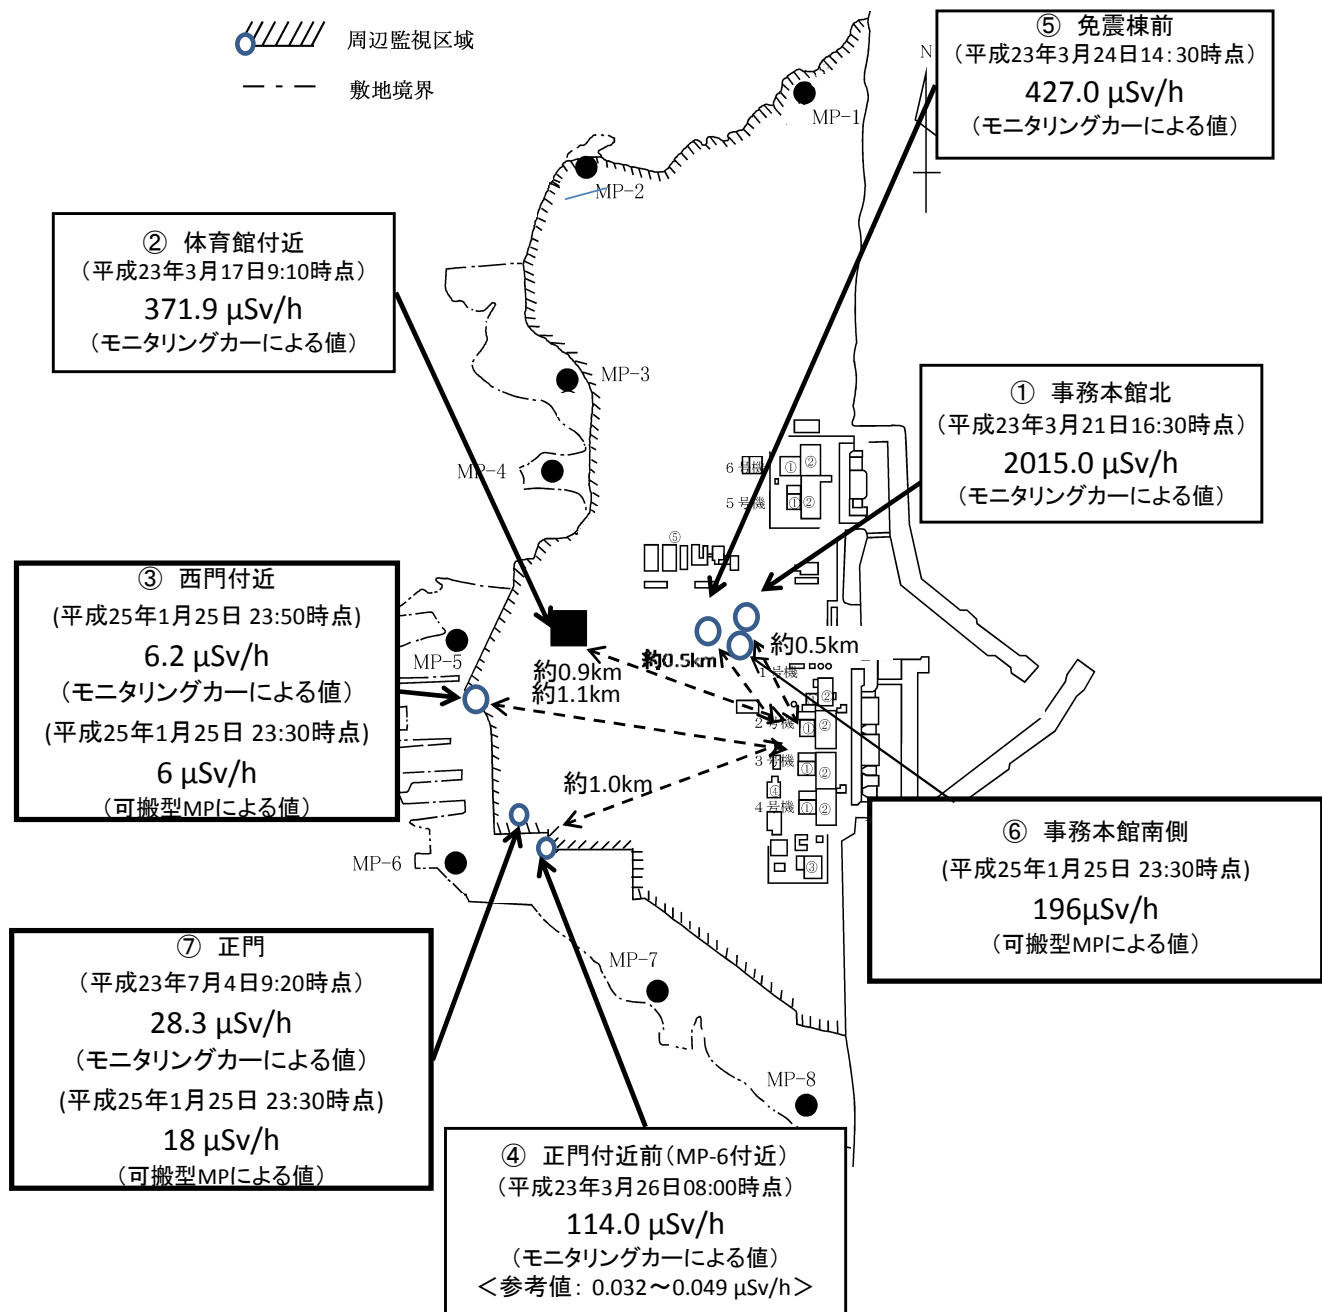 周辺監視区域
敷地境界
⑤ 免震棟前
(平成23年3月24日14:30時点)
427.0 μSv/h
(モニタリングカーによる値)
N
MP-1
MP-2
② 体育館付近
(平成23年3月17日9:10時点)
371.9 μSv/h
(モニタリングカーによる値)
MP-3
① 事務本館北
(平成23年3月21日16:30時点)
2015.0 μSv/h
(モニタリングカーによる値)
MP-4
6号機
①
②
5号機
①
②
⑤
③ 西門付近
(平成25年1月25日 23:50時点)
6.2 μSv/h
(モニタリングカーによる値)
(平成25年1月25日 23:30時点)
6 μSv/h
(可搬型MPによる値)
MP-5
約0.9km
約1.1km
約0.5km
約0.5km
1号機
②
2号機
①
②
3号機
①
②
④
4号機
①
②
③
約1.0km
MP-6
⑥ 事務本館南側
(平成25年1月25日 23:30時点)
196μSv/h
(可搬型MPによる値)
⑦ 正門
(平成23年7月4日9:20時点)
28.3 μSv/h
(モニタリングカーによる値)
(平成25年1月25日 23:30時点)
18 μSv/h
(可搬型MPによる値)
MP-7
MP-8
④ 正門付近前(MP-6付近)
(平成23年3月26日08:00時点)
114.0 μSv/h
(モニタリングカーによる値)
<参考値: 0.032～0.049 μSv/h>